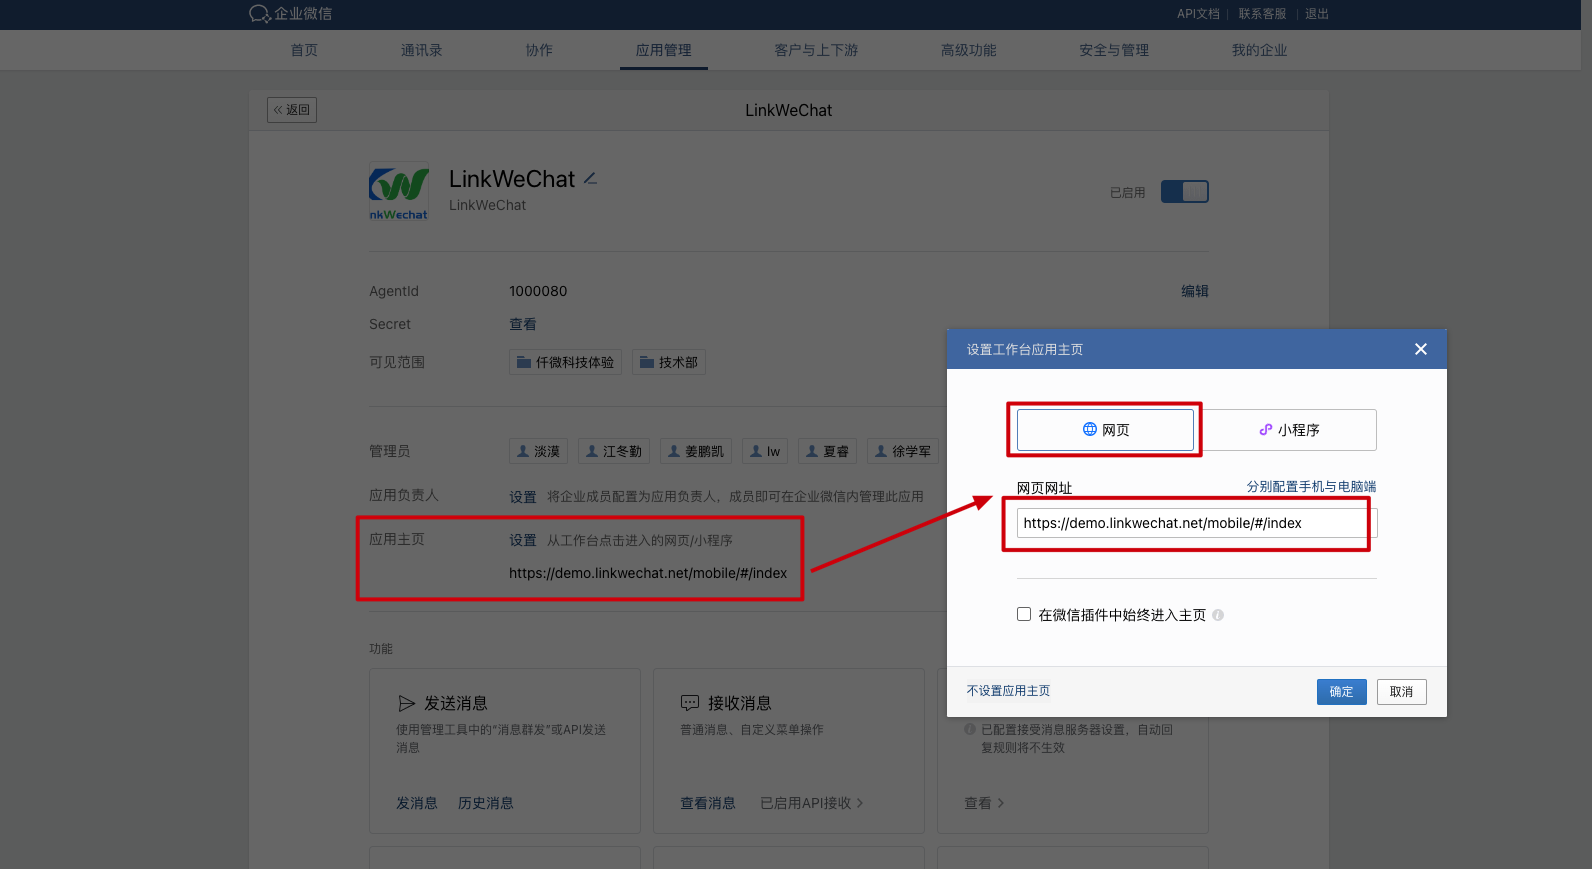 企业微信
API文档 | 联系客服 | 退出
首页 通讯录 协作 应用管理 客户与上下游 高级功能 安全与管理 我的企业
« 返回 LinkWeChat
nkWechat
LinkWeChat
LinkWeChat
已启用
AgentId 1000080 编辑
Secret 查看
可见范围 仟微科技体验 技术部
管理员 淡漠 江冬勤 姜鹏凯 lw 夏睿 徐学军
应用负责人 设置 将企业成员配置为应用负责人，成员即可在企业微信内管理此应用
应用主页 设置 从工作台点击进入的网页/小程序
https://demo.linkwechat.net/mobile/#/index
功能
发送消息
使用管理工具中的“消息群发”或API发送
消息
发消息 历史消息
接收消息
普通消息、自定义菜单操作
查看消息 已启用API接收 >
已配置接受消息服务器设置，自动回
复规则将不生效
查看 >
设置工作台应用主页
网页 小程序
网页网址 分别配置手机与电脑端
https://demo.linkwechat.net/mobile/#/index
在微信插件中始终进入主页
不设置应用主页 确定 取消